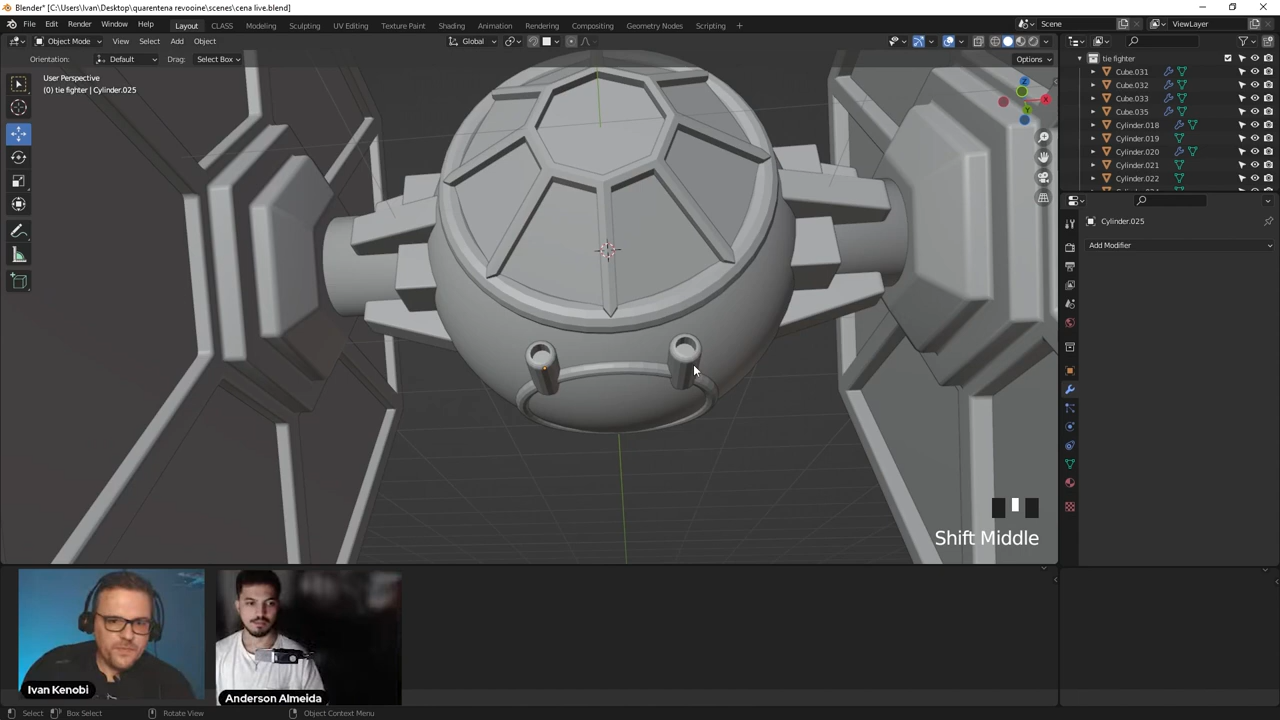 Blender* [C:\Users\Ivan\Desktop\quarentena revooine\scenes\cena live.blend]
File Edit Render Window Help Layout CLASS Modeling Sculpting UV Editing Texture Paint Shading Animation Rendering Compositing Geometry Nodes Scripting + Scene ViewLayer
Object Mode View Select Add Object Global
Orientation: Default Drag: Select Box Options
User Perspective
(0) tie fighter | Cylinder.025
tie fighter
Cube.031
Cube.032
Cube.033
Cube.035
Cylinder.018
Cylinder.019
Cylinder.020
Cylinder.021
Cylinder.022
Cylinder.025
Add Modifier
Shift Middle
Ivan Kenobi
Anderson Almeida
Select Box Select Rotate View Object Context Menu